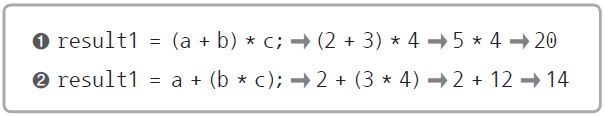 ❶ result1 = (a + b) * c; ➞ (2 + 3) * 4 ➞ 5 * 4 ➞ 20
❷ result1 = a + (b * c); ➞ 2 + (3 * 4) ➞ 2 + 12 ➞ 14